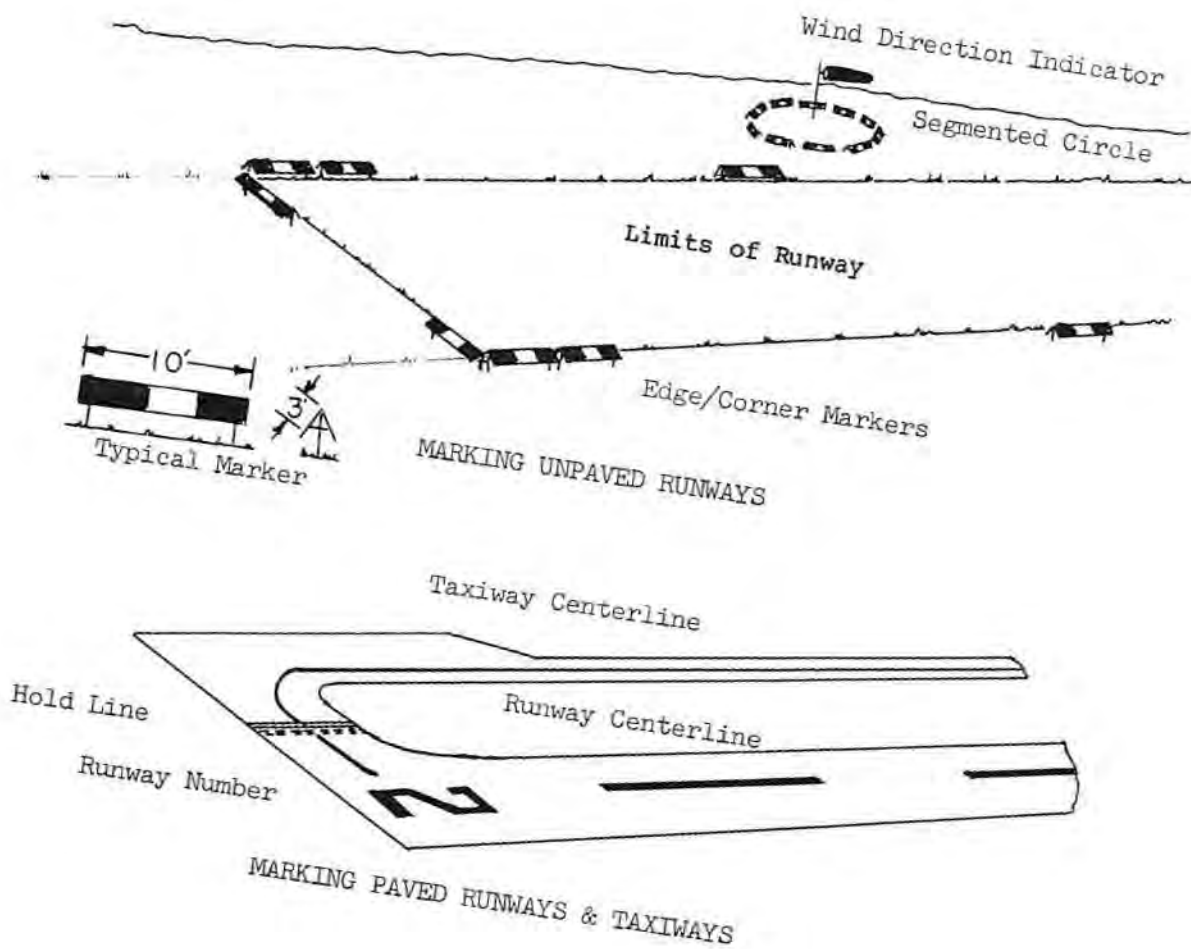 Wind Direction Indicator
Segmented Circle
Limits of Runway
10'
3'
Edge/Corner Markers
Typical Marker
MARKING UNPAVED RUNWAYS
Taxiway Centerline
Hold Line
Runway Centerline
Runway Number
2
MARKING PAVED RUNWAYS & TAXIWAYS